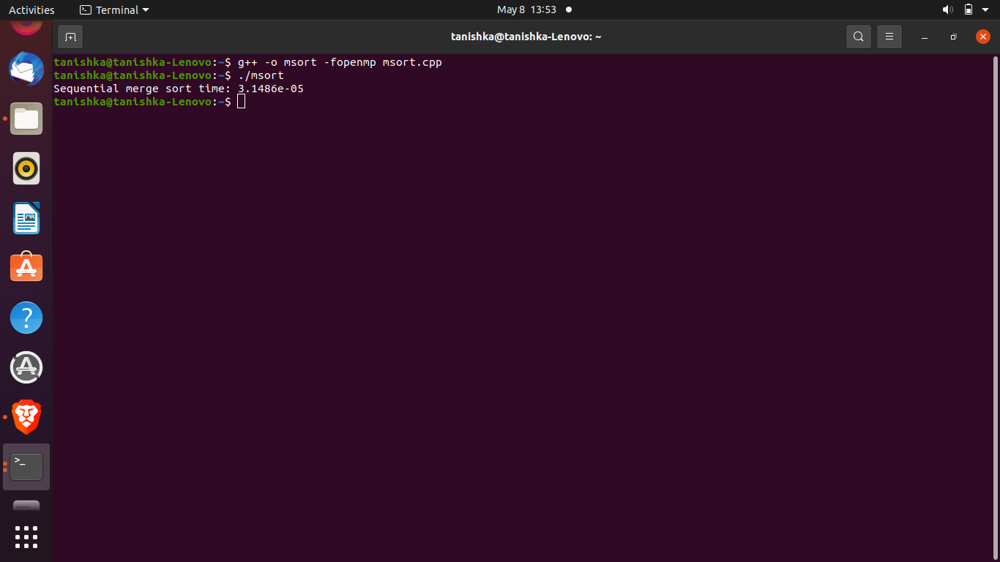 Activities Terminal May 8 13:53
tanishka@tanishka-Lenovo: ~
tanishka@tanishka-Lenovo:~$ g++ -o msort -fopenmp msort.cpp
tanishka@tanishka-Lenovo:~$ ./msort
Sequential merge sort time: 3.1486e-05
tanishka@tanishka-Lenovo:~$